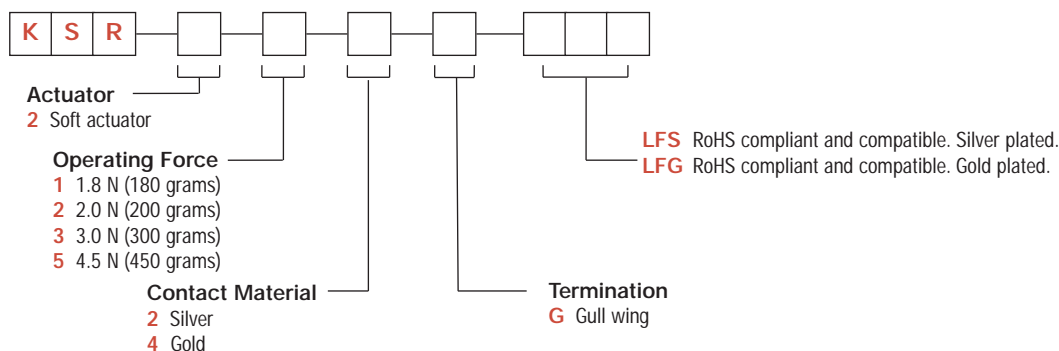 K S R
Actuator
2 Soft actuator
LFS RoHS compliant and compatible. Silver plated.
LFG RoHS compliant and compatible. Gold plated.
Operating Force
1 1.8 N (180 grams)
2 2.0 N (200 grams)
3 3.0 N (300 grams)
5 4.5 N (450 grams)
Contact Material
2 Silver
4 Gold
Termination
G Gull wing